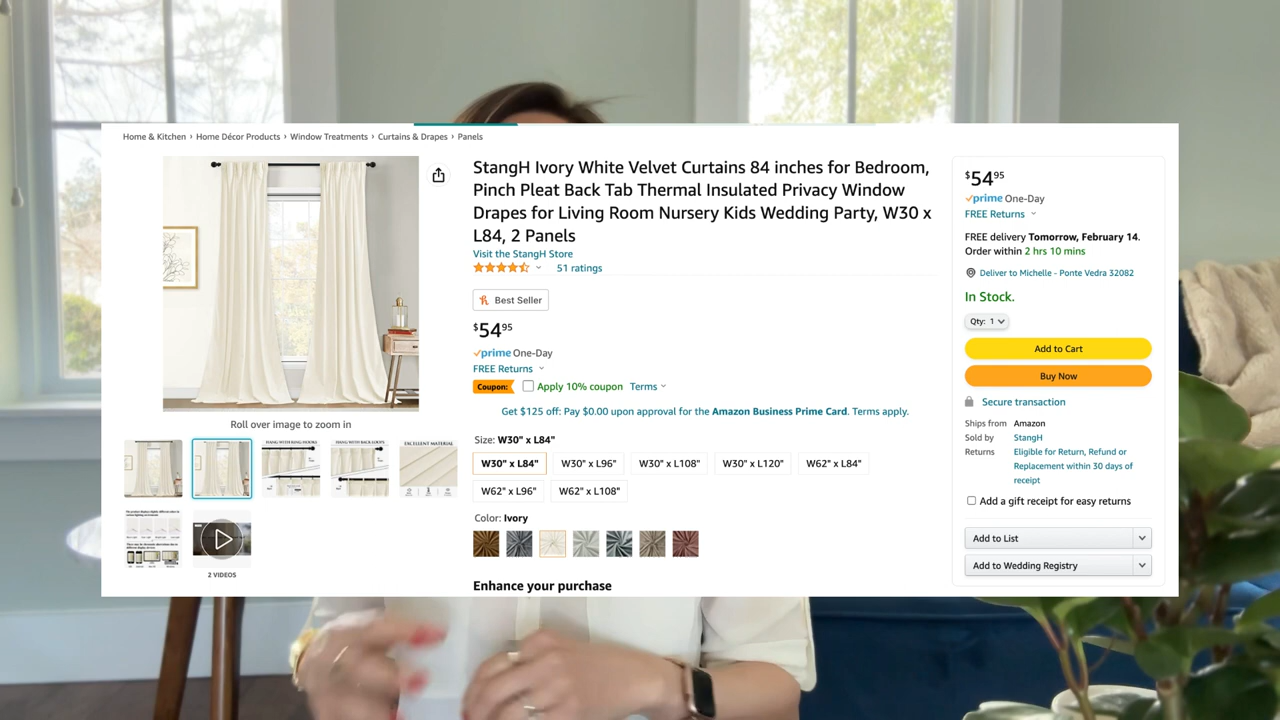 Home & Kitchen › Home Décor Products › Window Treatments › Curtains & Drapes › Panels
StangH Ivory White Velvet Curtains 84 inches for Bedroom,
Pinch Pleat Back Tab Thermal Insulated Privacy Window
Drapes for Living Room Nursery Kids Wedding Party, W30 x
L84, 2 Panels
Visit the StangH Store
51 ratings
Best Seller
$54 95
prime One-Day
FREE Returns
Coupon: Apply 10% coupon Terms
Get $125 off: Pay $0.00 upon approval for the Amazon Business Prime Card. Terms apply.
Size: W30" x L84"
W30" x L84" W30" x L96" W30" x L108" W30" x L120" W62" x L84"
W62" x L96" W62" x L108"
Color: Ivory
Enhance your purchase
Roll over image to zoom in
HANG WITH RING HOOKS
HANG WITH BACK LOOPS
EXCELLENT MATERIAL
2 VIDEOS
$54 95
prime One-Day
FREE Returns
FREE delivery Tomorrow, February 14.
Order within 2 hrs 10 mins
Deliver to Michelle - Ponte Vedra 32082
In Stock.
Qty: 1
Add to Cart
Buy Now
Secure transaction
Ships from Amazon
Sold by StangH
Returns Eligible for Return, Refund or
Replacement within 30 days of
receipt
Add a gift receipt for easy returns
Add to List
Add to Wedding Registry